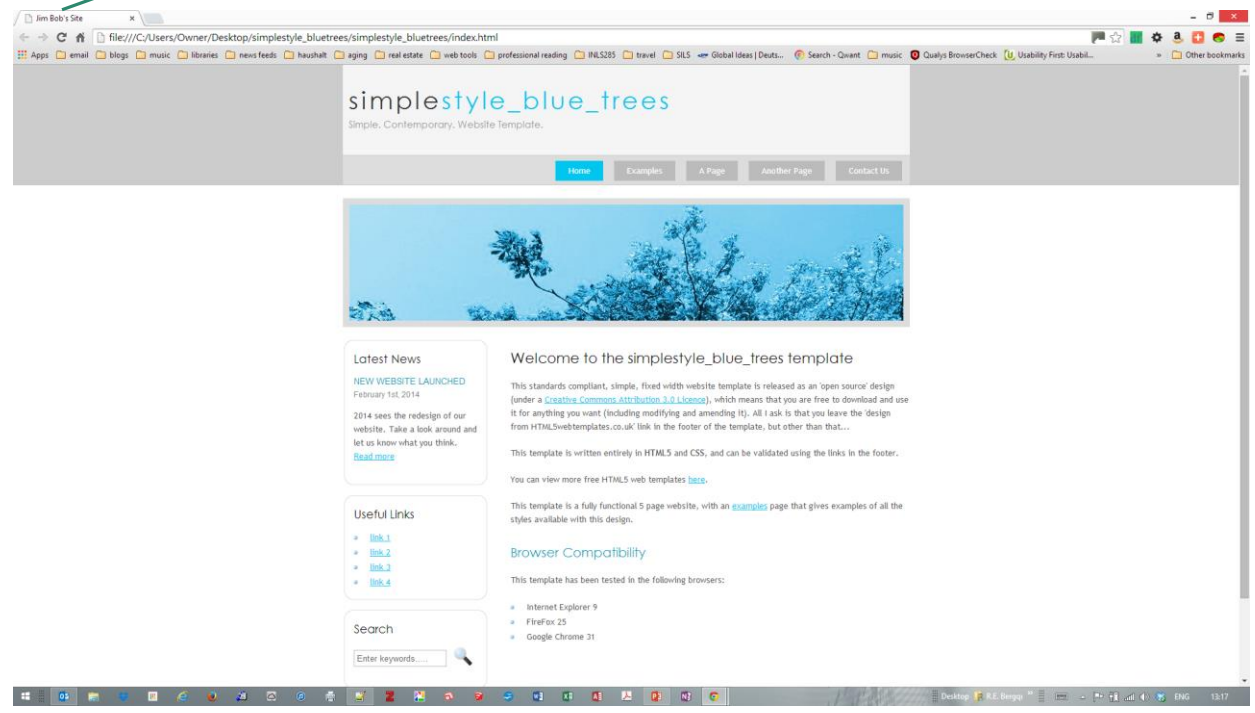 Jim Bob's Site
file:///C:/Users/Owner/Desktop/simplestyle_bluetrees/simplestyle_bluetrees/index.html
Apps email blogs music libraries news feeds haushalt aging real estate web tools professional reading INLS285 travel SILS Global Ideas | Deuts... Search - Qwant music Qualys BrowserCheck Usability First: Usabil... » Other bookmarks
simplestyle_blue_trees
Simple. Contemporary. Website Template.
Home Examples A Page Another Page Contact Us
Latest News
NEW WEBSITE LAUNCHED
February 1st, 2014
2014 sees the redesign of our
website. Take a look around and
let us know what you think.
Read more
Useful Links
link 1
link 2
link 3
link 4
Search
Enter keywords.....
Welcome to the simplestyle_blue_trees template
This standards compliant, simple, fixed width website template is released as an 'open source' design
(under a Creative Commons Attribution 3.0 Licence), which means that you are free to download and use
it for anything you want (including modifying and amending it). All I ask is that you leave the 'design
from HTML5webtemplates.co.uk' link in the footer of the template, but other than that...
This template is written entirely in HTML5 and CSS, and can be validated using the links in the footer.
You can view more free HTML5 web templates here.
This template is a fully functional 5 page website, with an examples page that gives examples of all the
styles available with this design.
Browser Compatibility
This template has been tested in the following browsers:
Internet Explorer 9
FireFox 25
Google Chrome 31
Desktop R.E. » ENG 13:17